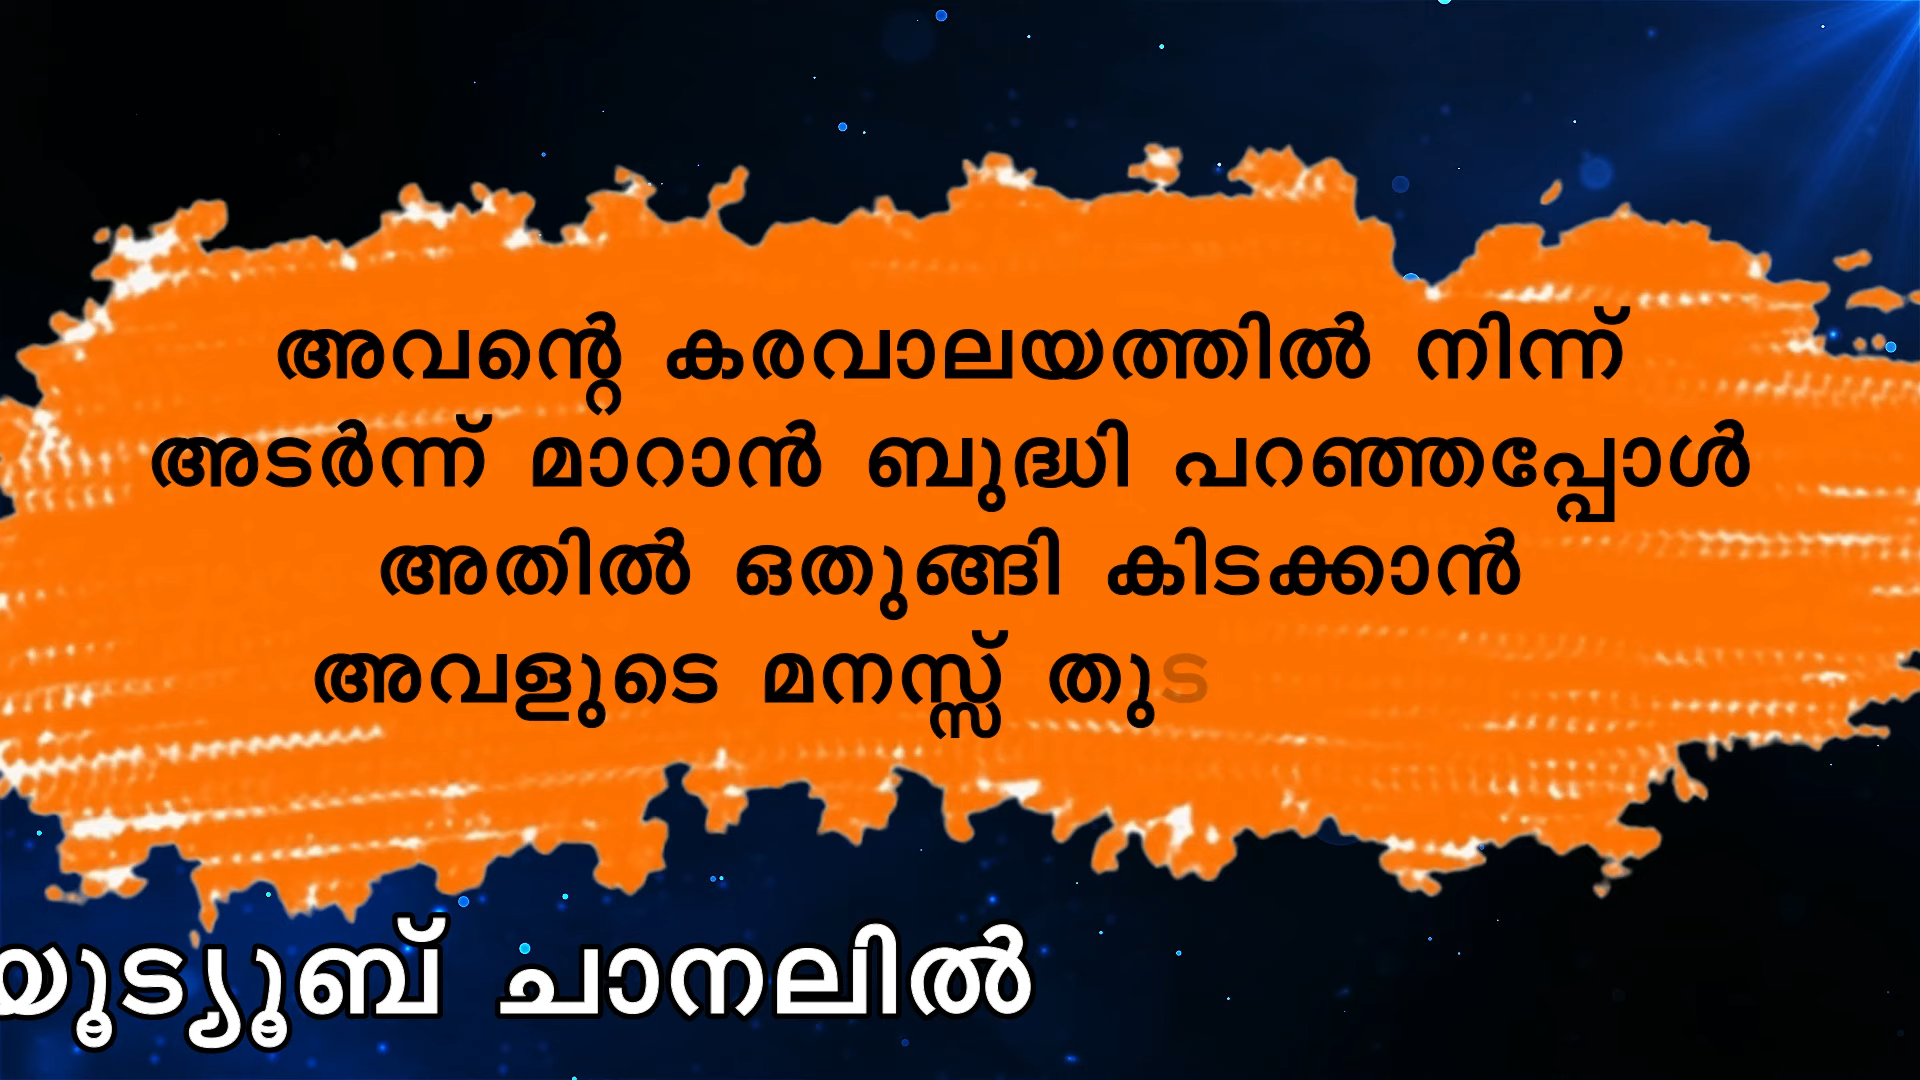 അവന്റെ കരവാലയത്തിൽ നിന്ന്
അടർന്ന് മാറാൻ ബുദ്ധി പറഞ്ഞപ്പോൾ
അതിൽ ഒതുങ്ങി കിടക്കാൻ
അവളുടെ മനസ്സ് തുട
യൂട്യൂബ് ചാനലിൽ